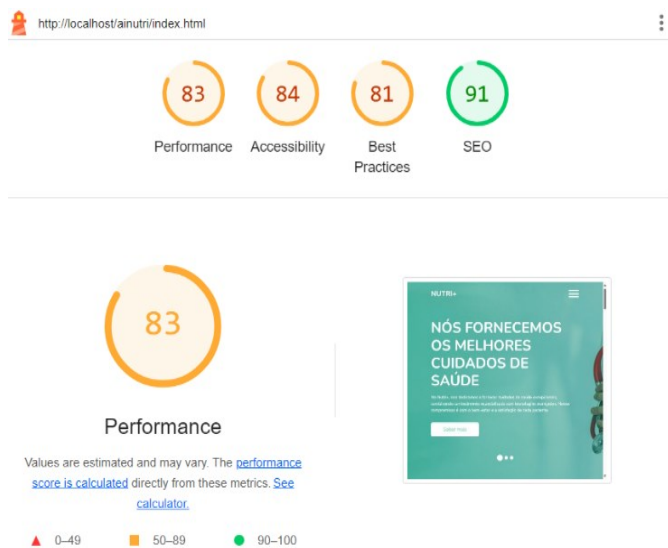 http://localhost/ainutri/index.html
83
84
81
91
Performance
Accessibility
Best
Practices
SEO
83
Performance
Values are estimated and may vary. The performance
score is calculated directly from these metrics. See
calculator.
0–49
50–89
90–100
NUTRI+
NÓS FORNECEMOS
OS MELHORES
CUIDADOS DE
SAÚDE